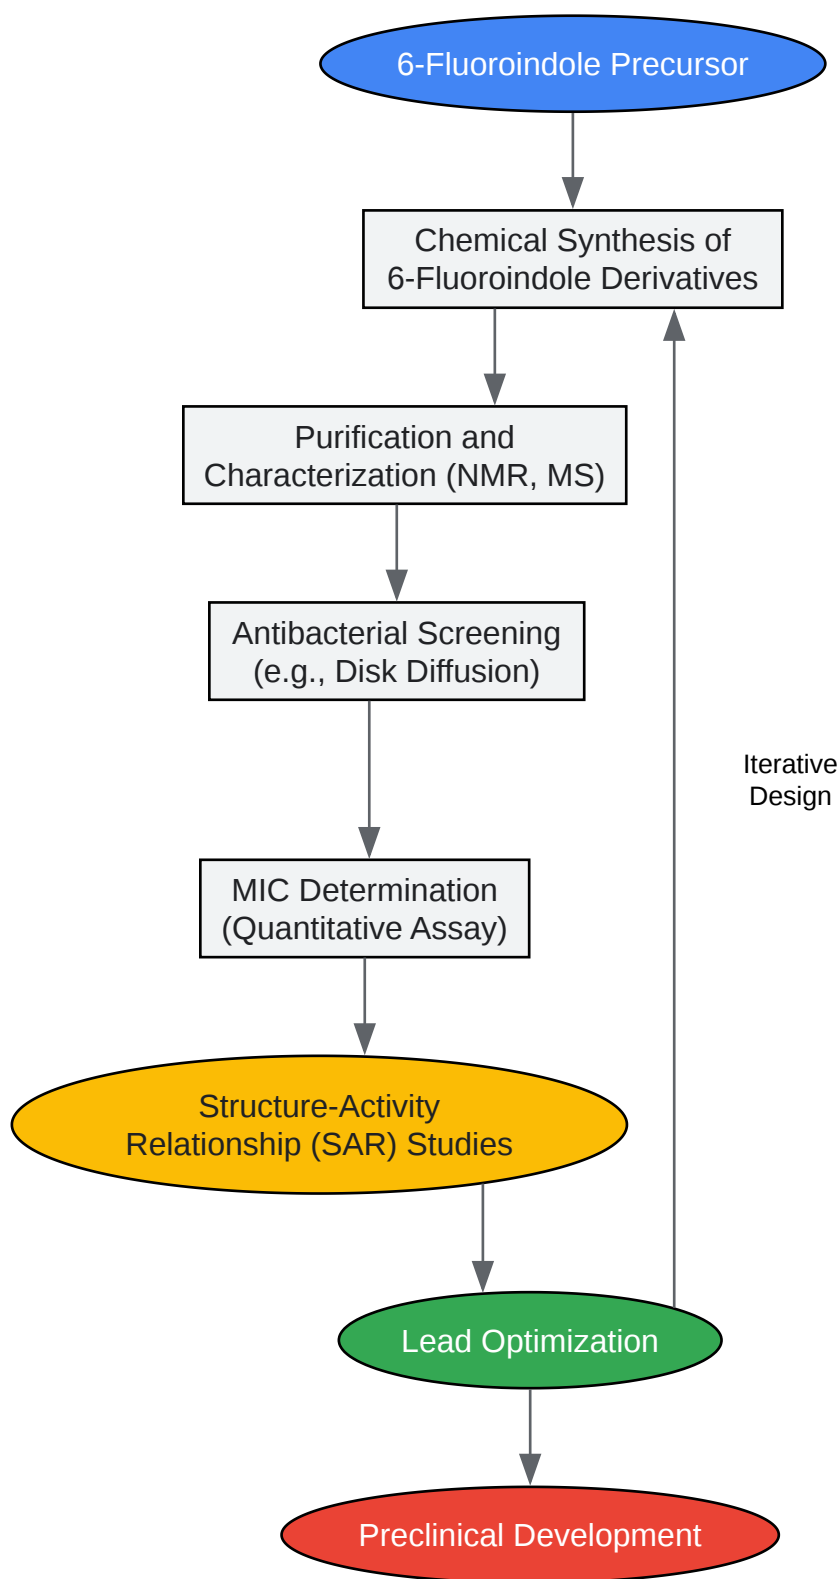 6-Fluoroindole Precursor
Chemical Synthesis of
6-Fluoroindole Derivatives
Purification and
Characterization (NMR, MS)
Antibacterial Screening
(e.g., Disk Diffusion)
Iterative
Design
MIC Determination
(Quantitative Assay)
Structure-Activity
Relationship (SAR) Studies
Lead Optimization
Preclinical Development